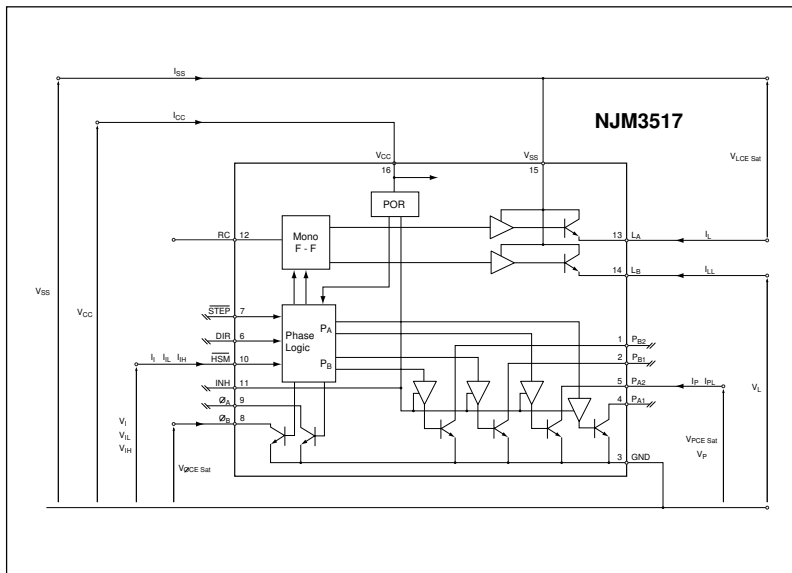 I_SS
NJM3517
I_CC
V_CC
V_SS
V_LCE Sat
16
15
POR
RC
12
Mono
F - F
13
L_A
I_L
14
L_B
I_LL
V_SS
V_CC
STEP
7
Phase
Logic
P_A
P_B
DIR
6
1
P_B2
I_I I_IL I_IH
HSM
10
2
P_B1
INH
11
5
P_A2
I_P I_PL
V_L
Ø_A
9
4
P_A1
V_I
V_IL
V_IH
Ø_B
8
V_PCE Sat
V_P
3
GND
V_ØCE Sat